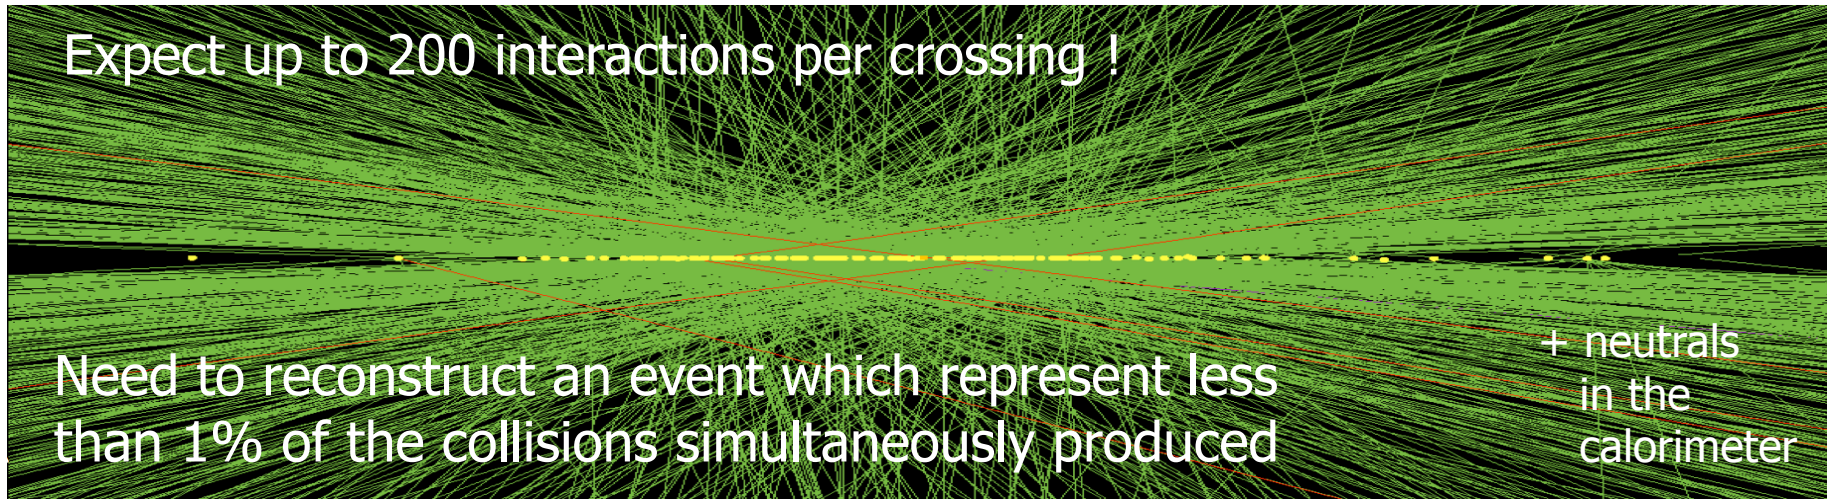 Expect up to 200 interactions per crossing !
Need to reconstruct an event which represent less
than 1% of the collisions simultaneously produced
+ neutrals
in the
calorimeter